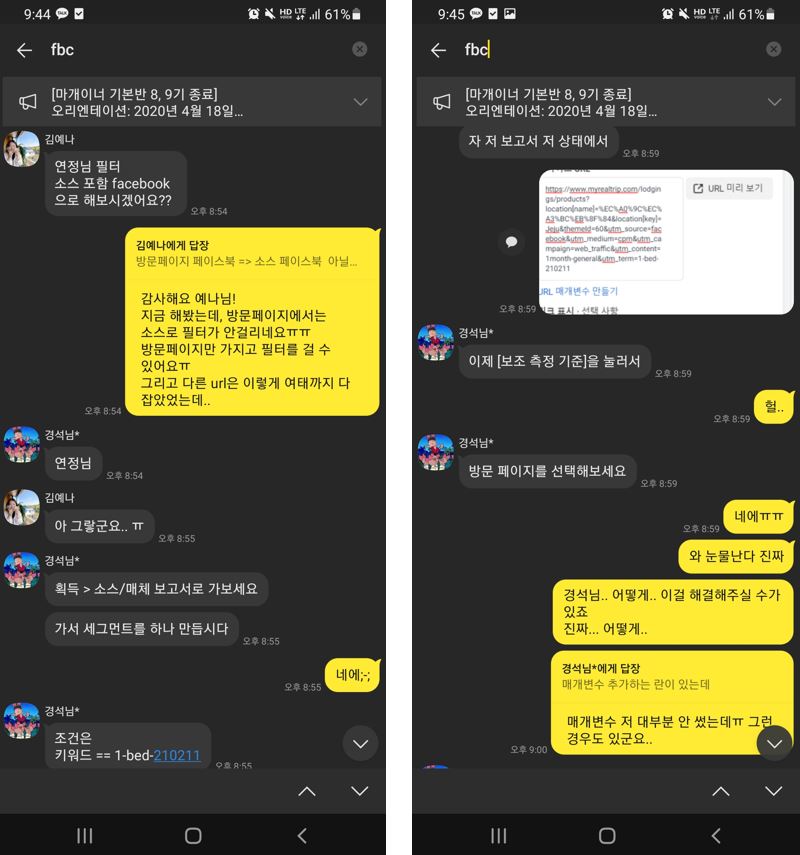 9:44
HD
VOICE
LTE
61%
fbc
[마개이너 기본반 8, 9기 종료]
오리엔테이션: 2020년 4월 18일...
김예나
연정님 필터
소스 포함 facebook
으로 해보시겠어요??
오후 8:54
김예나에게 답장
방문페이지 페이스북 => 소스 페이스북 아닐...
감사해요 예나님!
지금 해봤는데, 방문페이지에서는
소스로 필터가 안걸리네요ㅠㅠ
방문페이지만 가지고 필터를 걸 수
있어요ㅠ
그리고 다른 url은 이렇게 여태까지 다
잡았었는데..
오후 8:54
경석님*
연정님
오후 8:54
김예나
아 그랗군요.. ㅠ
오후 8:55
경석님*
획득 > 소스/매체 보고서로 가보세요
가서 세그먼트를 하나 만듭시다
오후 8:55
네에;-;
오후 8:55
경석님*
조건은
키워드 == 1-bed-210211
오후 8:55
9:45
HD
VOICE
LTE
61%
fbc
[마개이너 기본반 8, 9기 종료]
오리엔테이션: 2020년 4월 18일...
자 저 보고서 저 상태에서
오후 8:59
https://www.myrealtrip.com/lodgin
gs/products?
location[name]=%EC%A0%9C%EC%
A3%BC%EB%8F%84&location[key]=
Jeju&themeId=60&utm_source=fac
ebook&utm_medium=cpm&utm_ca
mpaign=web_traffic&utm_content=
1month-general&utm_term=1-bed-
210211
URL 미리 보기
URL 매개변수 만들기
크 표시 · 선택 사항
오후 8:59
경석님*
이제 [보조 측정 기준]을 눌러서
오후 8:59
헐..
오후 8:59
경석님*
방문 페이지를 선택해보세요
오후 8:59
네에ㅠㅠ
오후 8:59
와 눈물난다 진짜
경석님.. 어떻게.. 이걸 해결해주실 수가
있죠
진짜... 어떻게..
경석님*에게 답장
매개변수 추가하는 란이 있는데
매개변수 저 대부분 안 썼는데ㅠ 그런
경우도 있군요..
오후 9:00